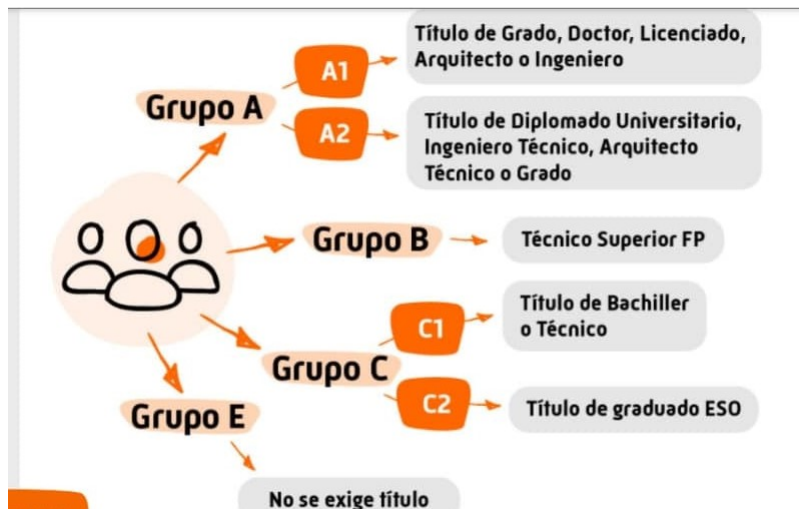 Grupo A
A1
Título de Grado, Doctor, Licenciado,
Arquitecto o Ingeniero
A2
Título de Diplomado Universitario,
Ingeniero Técnico, Arquitecto
Técnico o Grado
Grupo B
Técnico Superior FP
Grupo C
C1
Título de Bachiller
o Técnico
C2
Título de graduado ESO
Grupo E
No se exige título